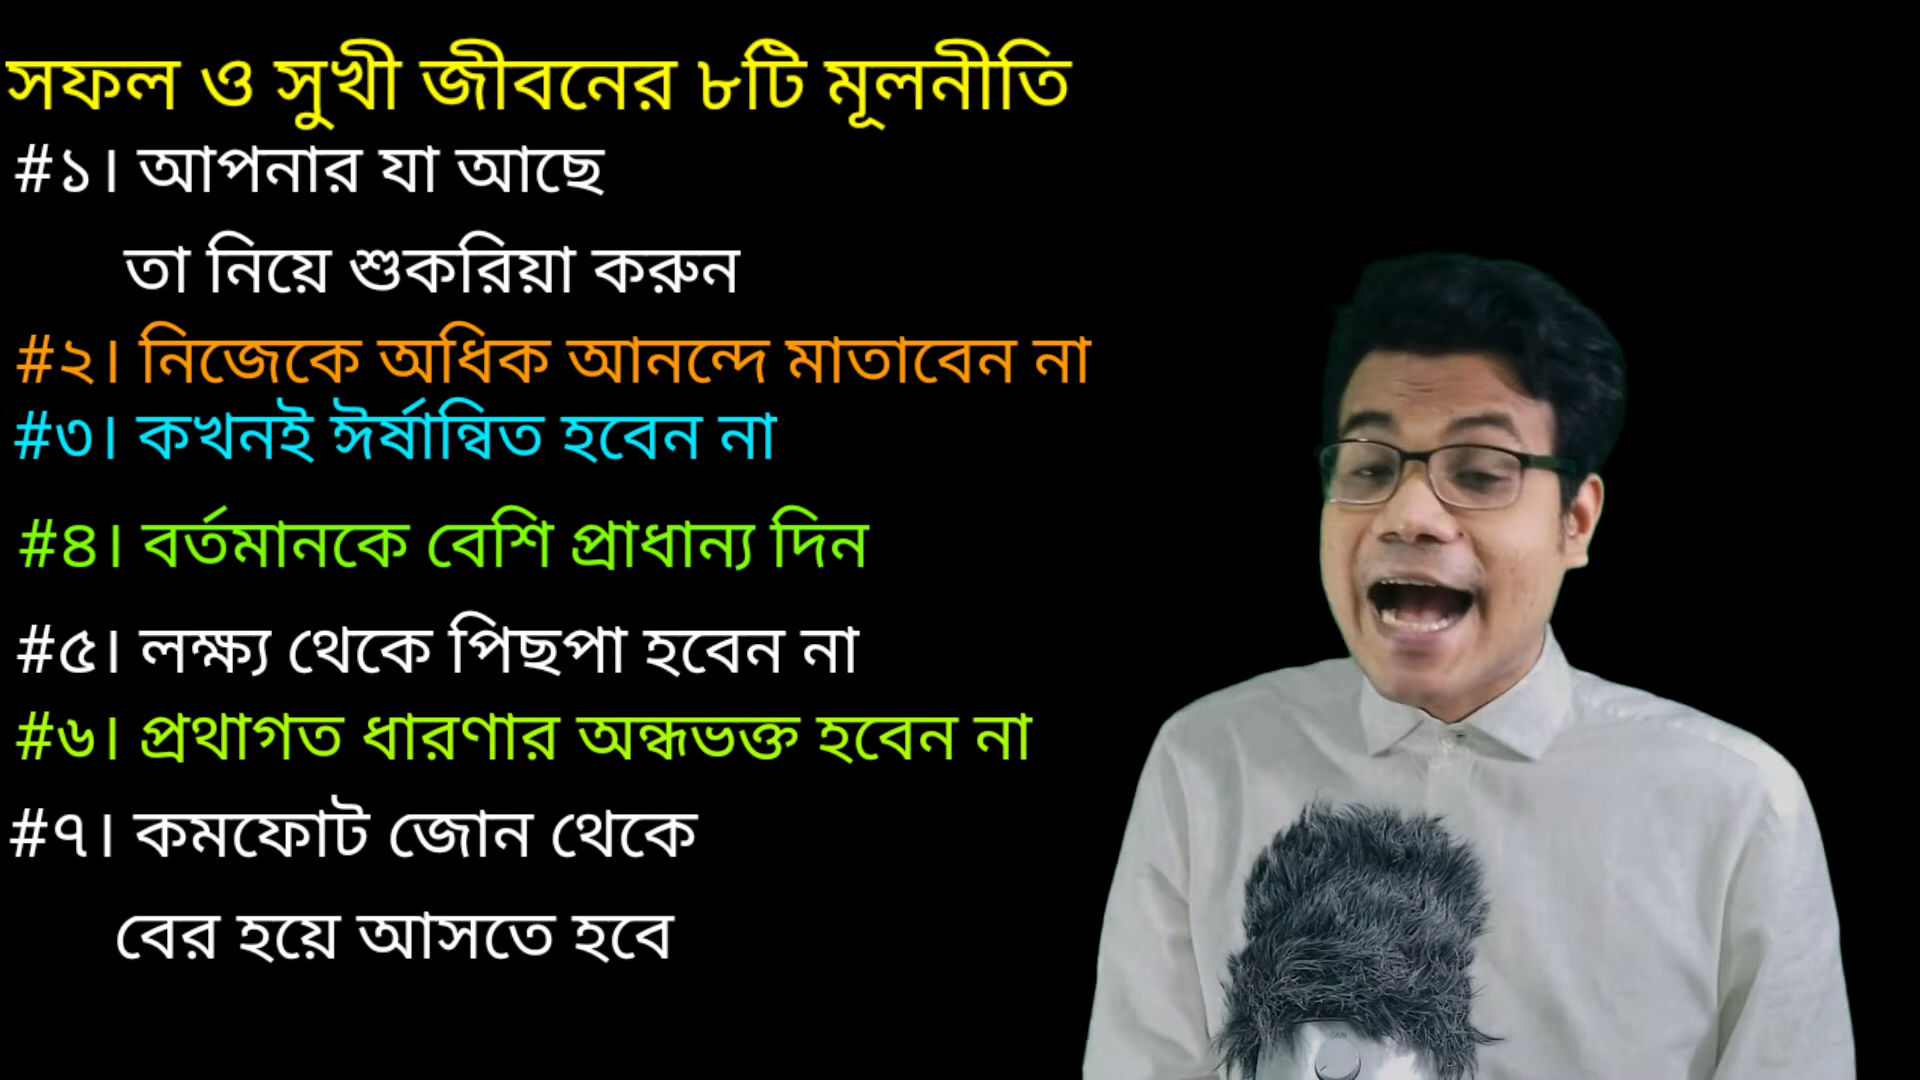 সফল ও সুখী জীবনের ৮টি মূলনীতি
#১। আপনার যা আছে
তা নিয়ে শুকরিয়া করুন
#২। নিজেকে অধিক আনন্দে মাতাবেন না
#৩। কখনই ঈর্ষান্বিত হবেন না
#৪। বর্তমানকে বেশি প্রাধান্য দিন
#৫। লক্ষ্য থেকে পিছপা হবেন না
#৬। প্রথাগত ধারণার অন্ধভক্ত হবেন না
#৭। কমফোট জোন থেকে
বের হয়ে আসতে হবে